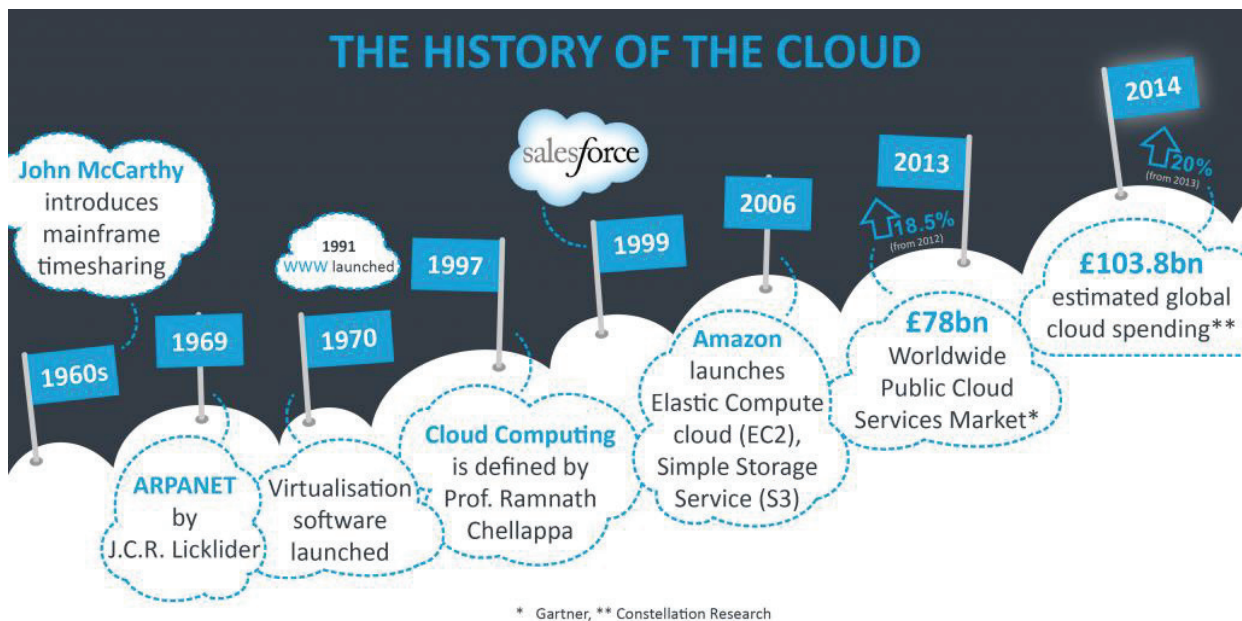 THE HISTORY OF THE CLOUD
John McCarthy
introduces
mainframe
timesharing
1960s
1969
ARPANET
by
J.C.R. Licklider
1970
Virtualisation
software
launched
1991
WWW launched
1997
Cloud Computing
is defined by
Prof. Ramnath
Chellappa
salesforce
1999
2006
Amazon
launches
Elastic Compute
cloud (EC2),
Simple Storage
Service (S3)
2013
18.5%
(from 2012)
£78bn
Worldwide
Public Cloud
Services Market*
2014
20%
(from 2013)
£103.8bn
estimated global
cloud spending**
* Gartner, ** Constellation Research